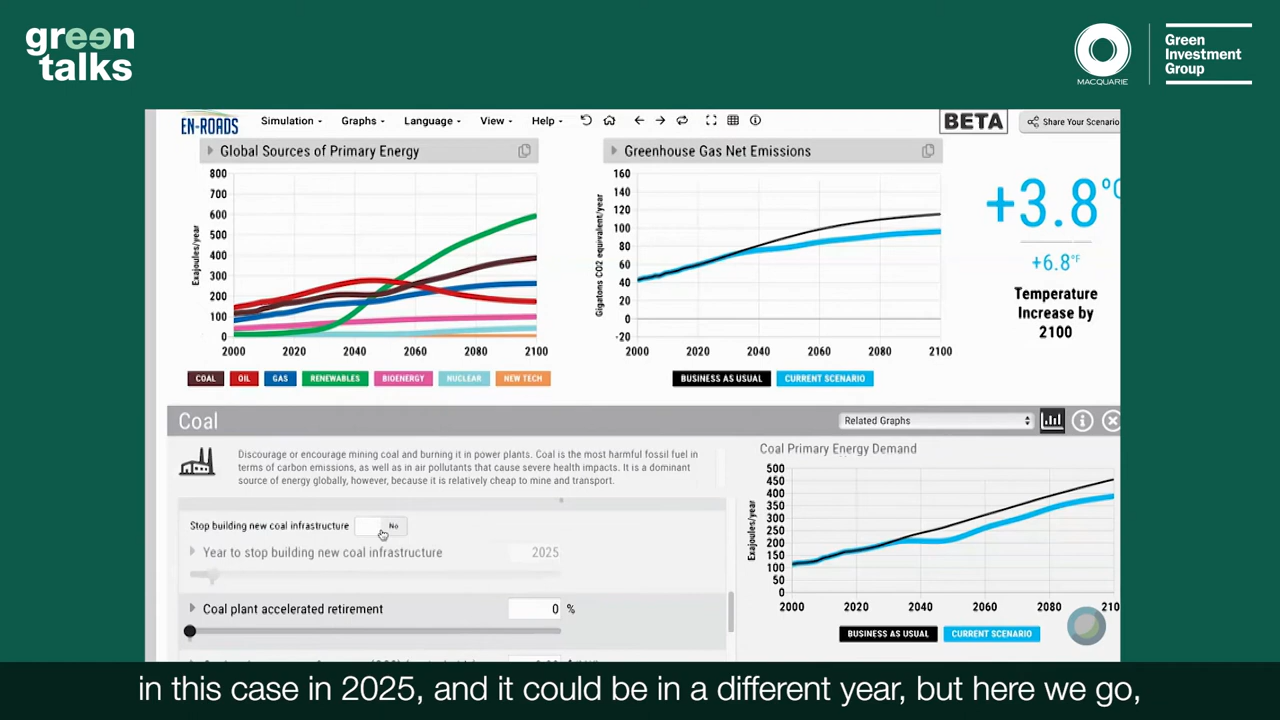 green
talks
MACQUARIE
Green
Investment
Group
EN-ROADS
Simulation
Graphs
Language
View
Help
BETA
Share Your Scenario
Global Sources of Primary Energy
800
700
600
500
400
300
200
100
0
Exajoules/year
2000 2020 2040 2060 2080 2100
COAL OIL GAS RENEWABLES BIOENERGY NUCLEAR NEW TECH
Greenhouse Gas Net Emissions
160
140
120
100
80
60
40
20
0
-20
Gigatons CO2 equivalent/year
2000 2020 2040 2060 2080 2100
BUSINESS AS USUAL CURRENT SCENARIO
+3.8°C
+6.8°F
Temperature
Increase by
2100
Coal
Related Graphs
Discourage or encourage mining coal and burning it in power plants. Coal is the most harmful fossil fuel in
terms of carbon emissions, as well as in air pollutants that cause severe health impacts. It is a dominant
source of energy globally, however, because it is relatively cheap to mine and transport.
Stop building new coal infrastructure No
Year to stop building new coal infrastructure 2025
Coal plant accelerated retirement 0 %
Coal Primary Energy Demand
500
450
400
350
300
250
200
150
100
50
0
Exajoules/year
2000 2020 2040 2060 2080 210
BUSINESS AS USUAL CURRENT SCENARIO
in this case in 2025, and it could be in a different year, but here we go,